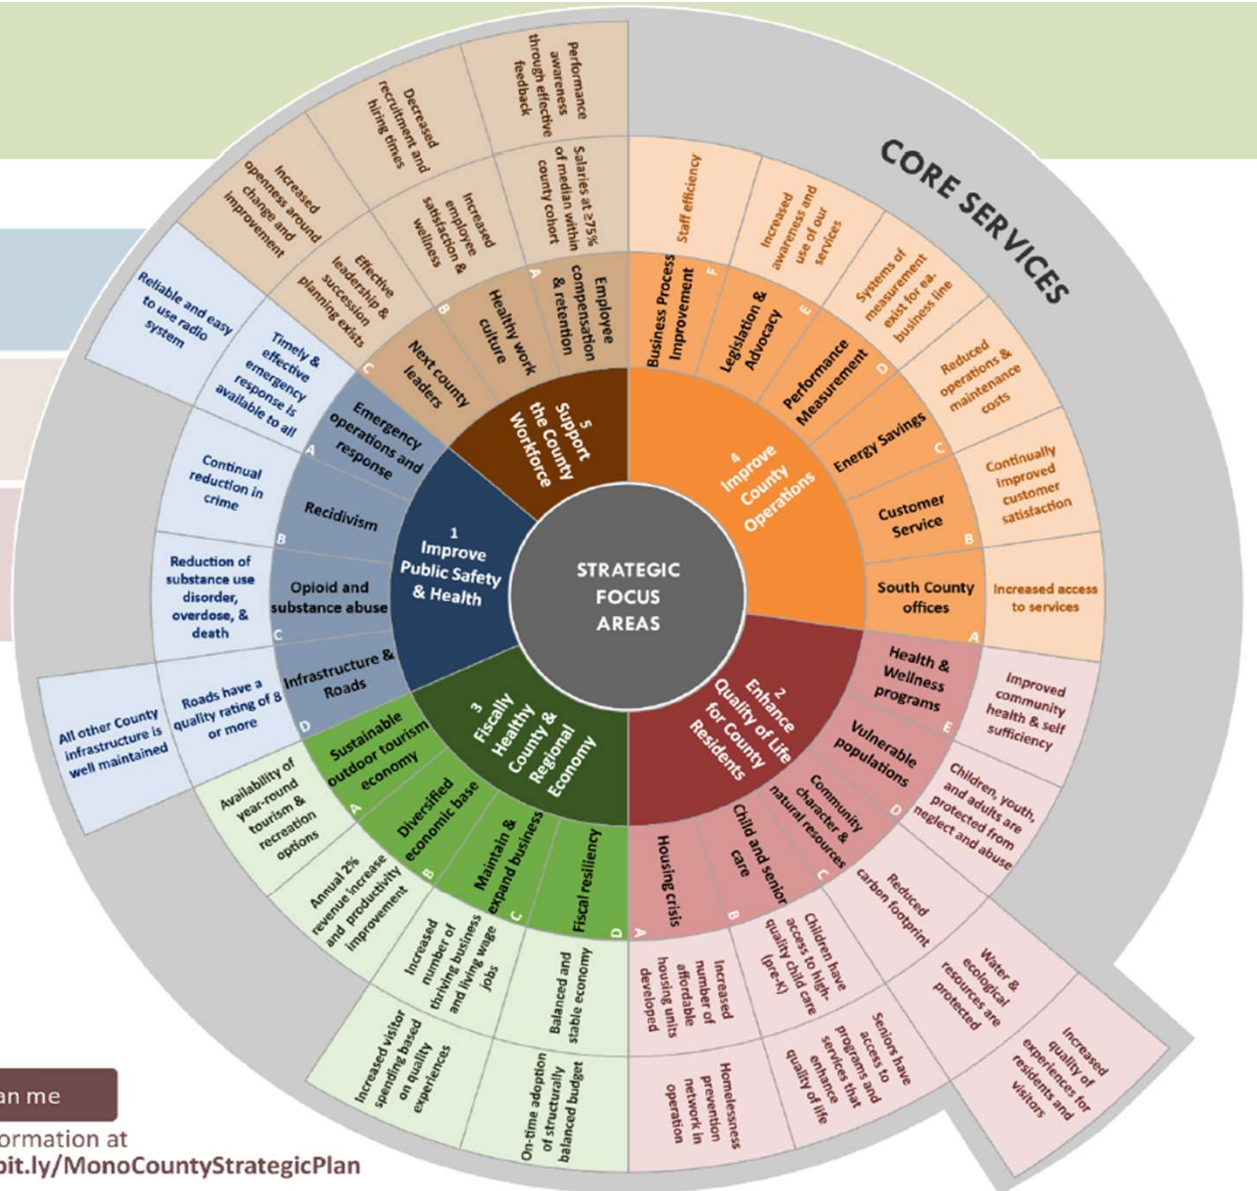 CORE SERVICES
STRATEGIC
FOCUS
AREAS
1
Improve
Public Safety
& Health
Emergency
operations and
response
A
Timely &
effective
emergency
response is
available to all
Reliable and easy
to use radio
system
Recidivism
B
Continual
reduction in
crime
Opioid and
substance abuse
C
Reduction of
substance use
disorder,
overdose, &
death
Infrastructure &
Roads
D
Roads have a
quality rating of 8
or more
All other County
infrastructure is
well maintained
2
Enhance
Quality of Life
for County
Residents
Housing crisis
A
Increased
number of
affordable
housing units
developed
Homelessness
prevention
network in
operation
Child and senior
care
B
Children have
access to high-
quality child care
(pre-K)
Seniors have
access to
programs and
services that
enhance
quality of life
Community
character &
natural resources
C
Reduced
carbon footprint
Water &
ecological
resources are
protected
Increased
quality of
experiences for
residents and
visitors
Vulnerable
populations
D
Children, youth,
and adults are
protected from
neglect and abuse
Health &
Wellness
programs
E
Improved
community
health & self
sufficiency
3
Fiscally
Healthy
County &
Regional
Economy
Sustainable
outdoor tourism
economy
A
Availability of
year-round
tourism &
recreation
options
Diversified
economic base
B
Annual 2%
revenue increase
and productivity
improvement
Maintain &
expand business
C
Increased
number of
thriving business
and living wage
jobs
Increased visitor
spending based
on quality
experiences
Fiscal resiliency
D
Balanced and
stable economy
On-time adoption
of structurally
balanced budget
4
Improve
County
Operations
South County
offices
A
Increased access
to services
Customer
Service
B
Continually
improved
customer
satisfaction
Energy Savings
C
Reduced
operations &
maintenance
costs
Performance
Measurement
D
Systems of
measurement
exist for ea.
business line
Legislation &
Advocacy
E
Increased
awareness and
use of our
services
Business Process
Improvement
F
Staff efficiency
5
Support
the County
Workforce
Employee
compensation
& retention
A
Salaries at ≥75%
of median within
county cohort
Performance
awareness
through effective
feedback
Healthy work
culture
B
Increased
employee
satisfaction &
wellness
Decreased
recruitment and
hiring times
Next county
leaders
C
Effective
leadership &
succession
planning exists
Increased
openness around
change and
improvement
an me
ormation at
bit.ly/MonoCountyStrategicPlan